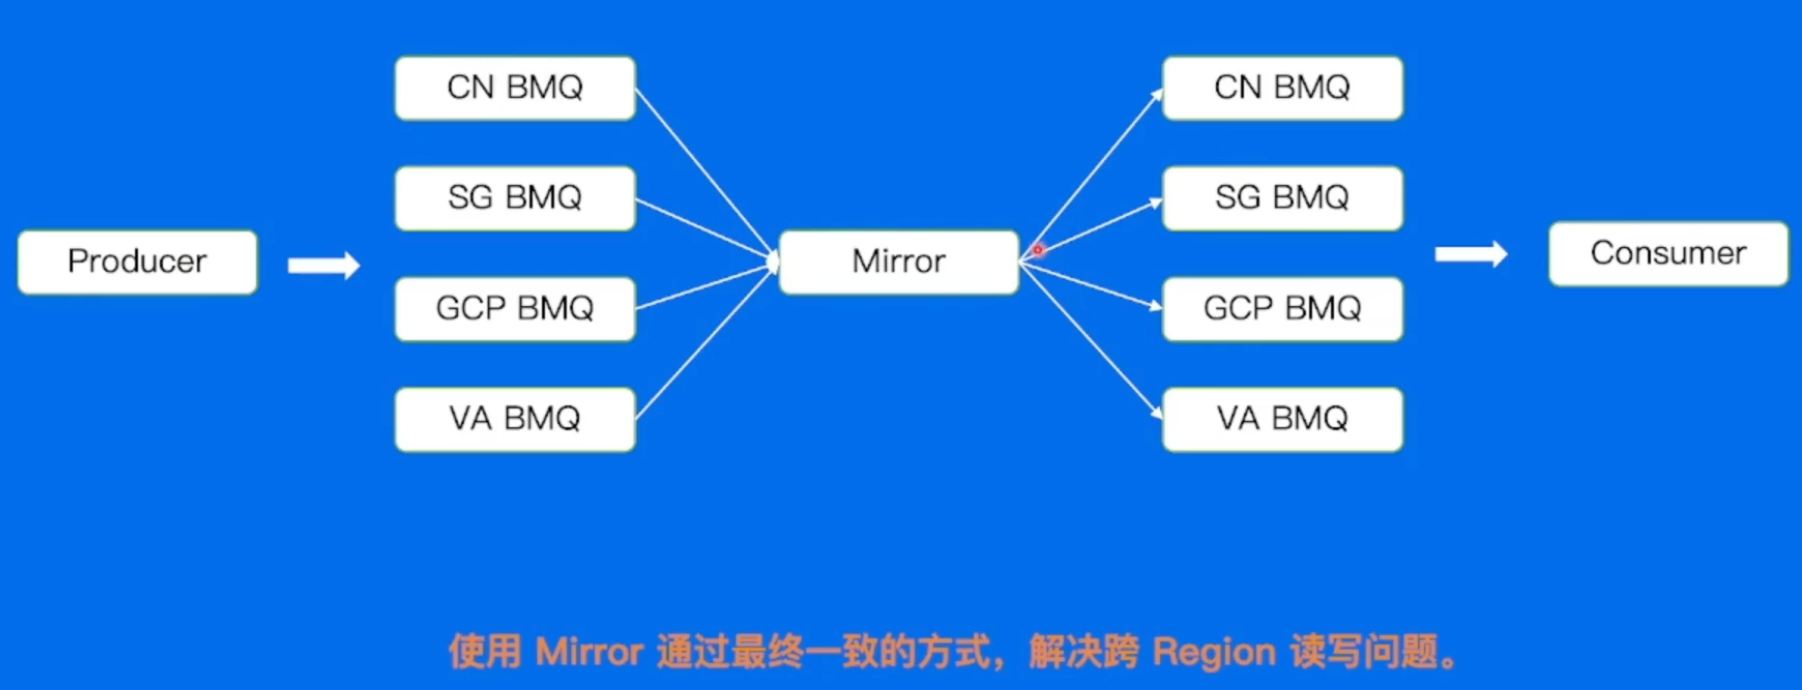 Producer
CN BMQ
SG BMQ
GCP BMQ
VA BMQ
Mirror
CN BMQ
SG BMQ
GCP BMQ
VA BMQ
Consumer
使用 Mirror 通过最终一致的方式，解决跨 Region 读写问题。